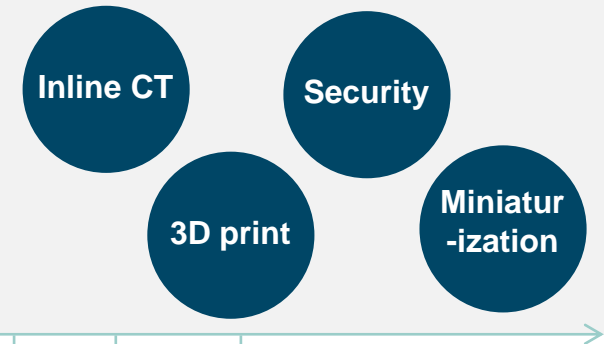 Inline CT
Security
3D print
Miniatur
-ization